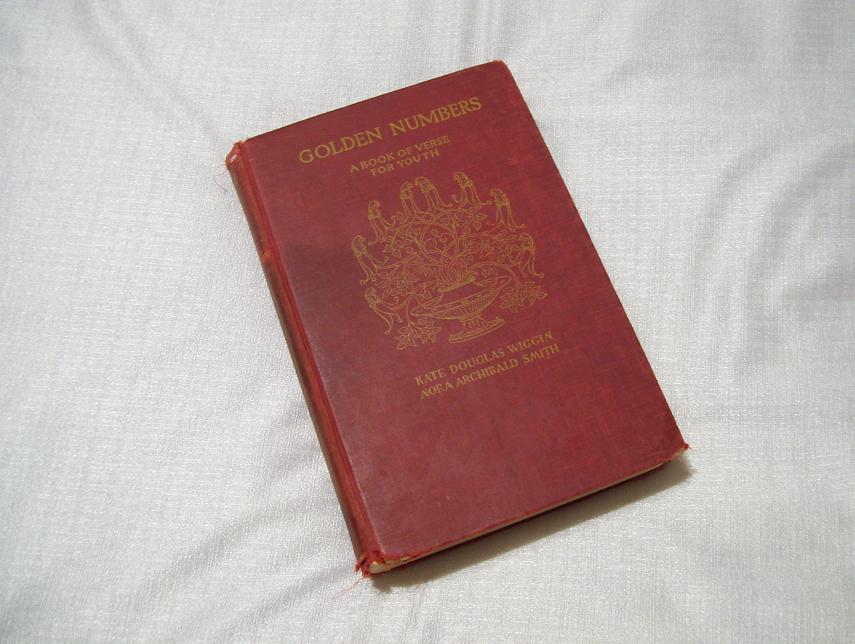 GOLDEN NUMBERS
A BOOK OF VERSE
FOR YOUTH
KATE DOUGLAS WIGGIN
NORA ARCHIBALD SMITH